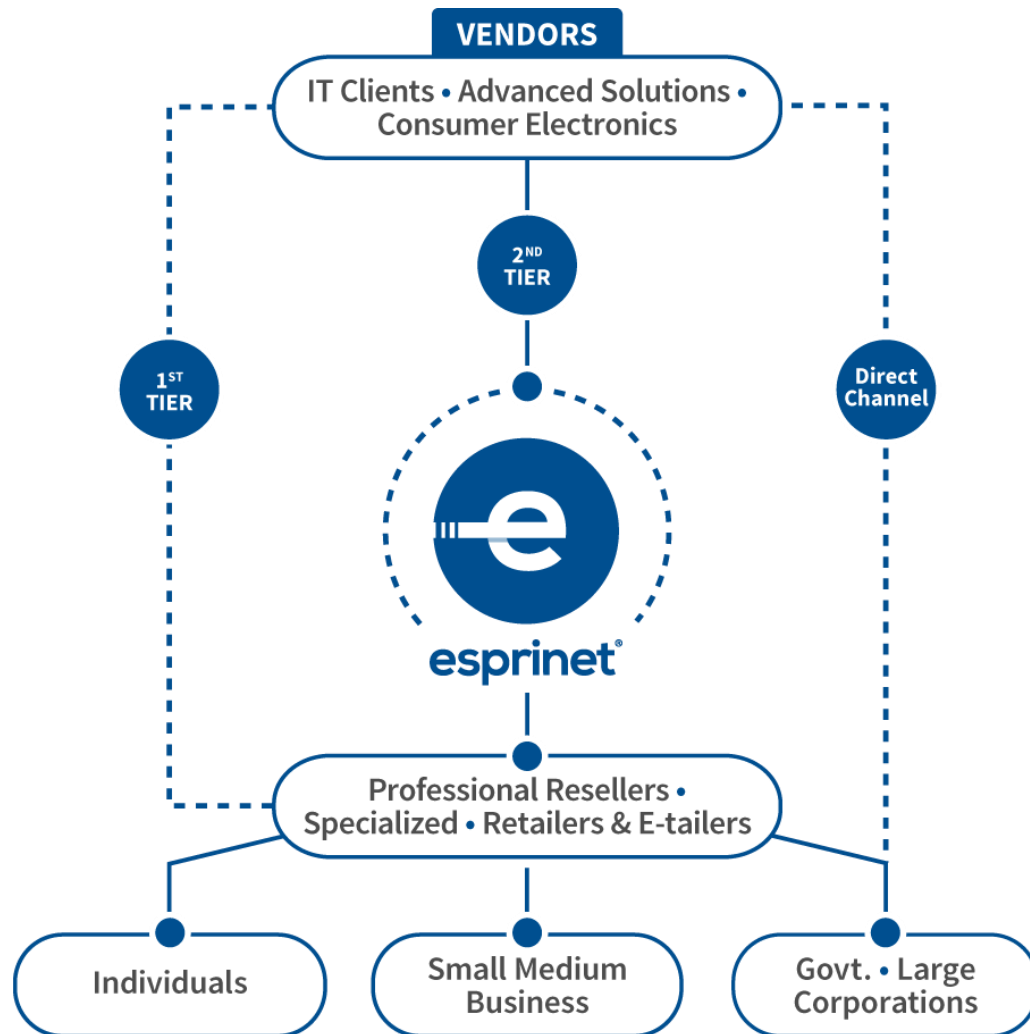 VENDORS
IT Clients • Advanced Solutions •
Consumer Electronics
2ND
TIER
1ST
TIER
Direct
Channel
e
esprinet®
Professional Resellers •
Specialized • Retailers & E-tailers
Individuals
Small Medium
Business
Govt. • Large
Corporations